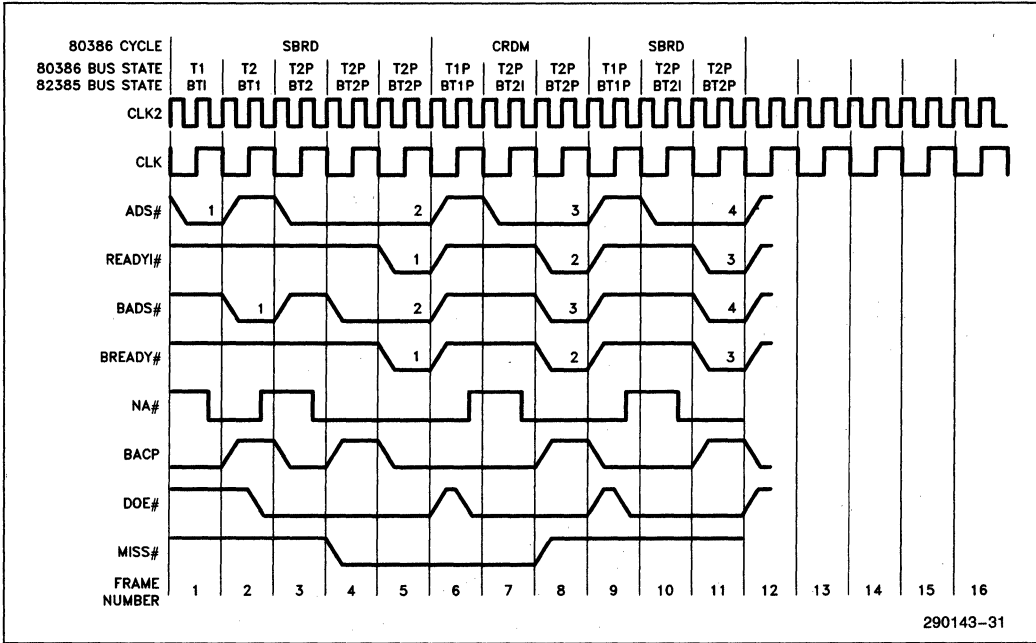 80386 CYCLE SBRD CRDM SBRD
80386 BUS STATE T1 T2 T2P T2P T2P T1P T2P T2P T1P T2P T2P
82385 BUS STATE BTI BT1 BT2 BT2P BT2P BT1P BT2I BT2P BT1P BT2I BT2P
CLK2
CLK
ADS# 1 2 3 4
READYI# 1 2 3
BADS# 1 2 3 4
BREADY# 1 2 3
NA#
BACP
DOE#
MISS#
FRAME
NUMBER 1 2 3 4 5 6 7 8 9 10 11 12 13 14 15 16
290143-31